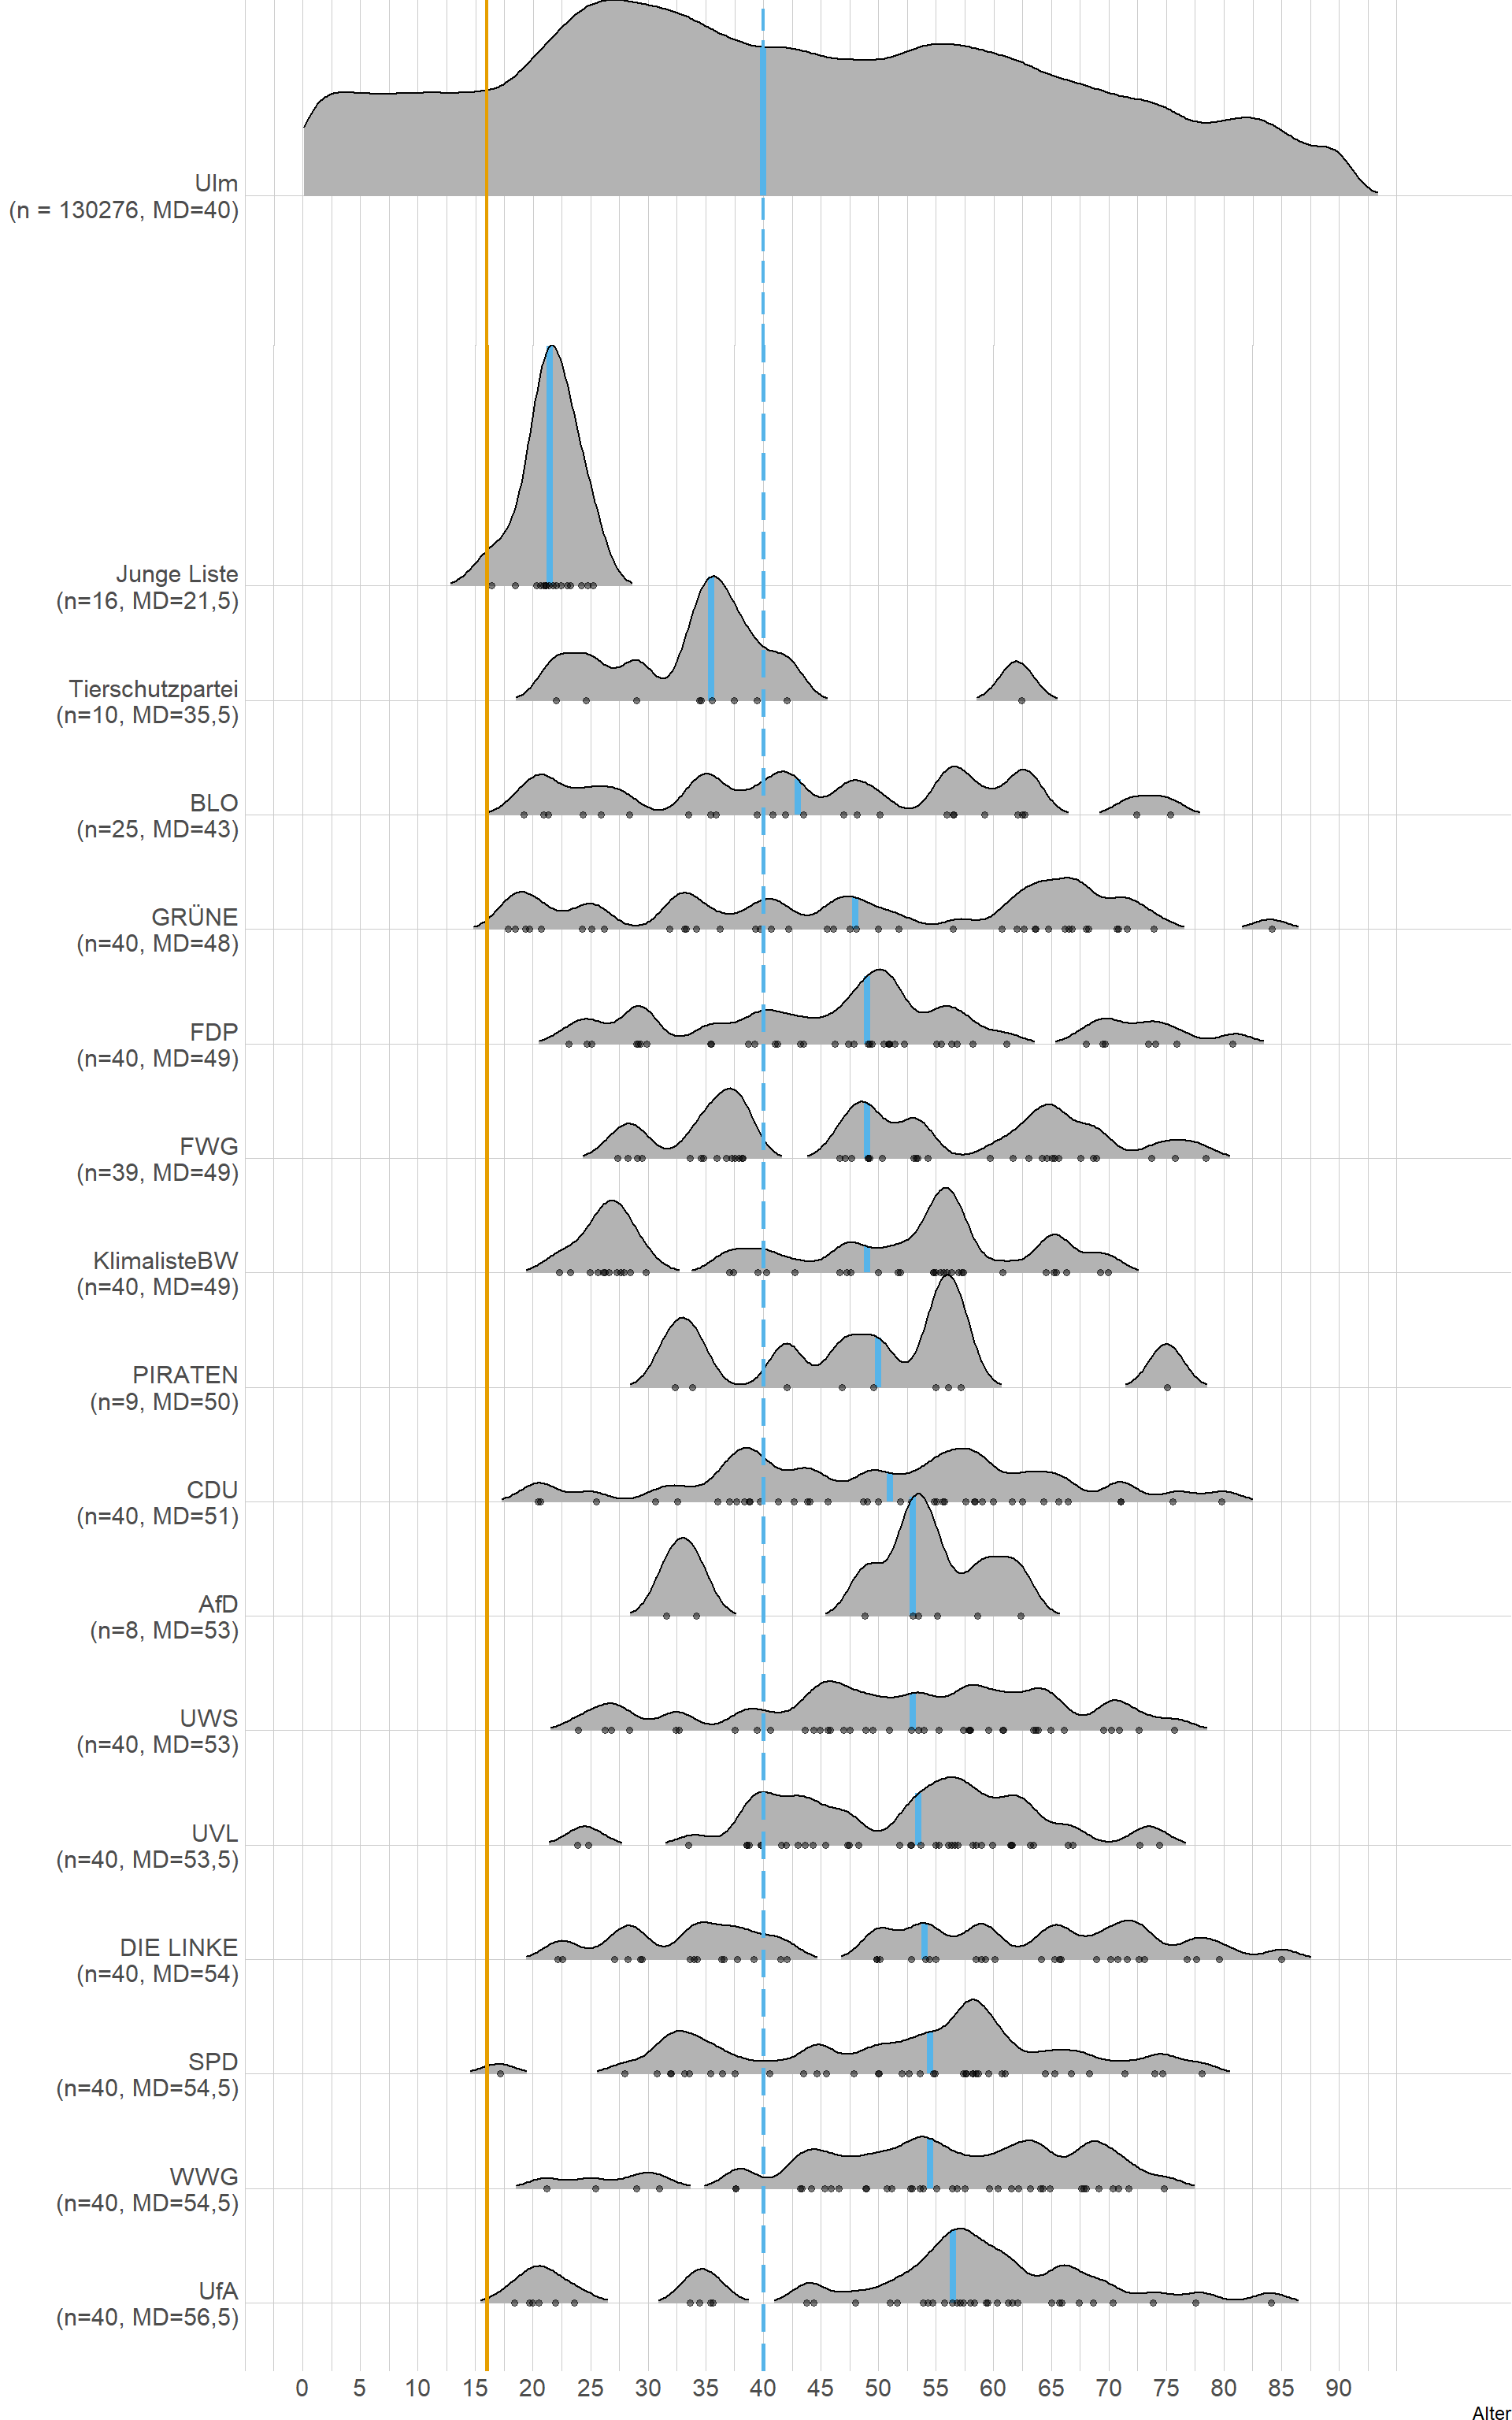 Ulm
(n = 130276, MD=40)
Junge Liste
(n=16, MD=21,5)
Tierschutzpartei
(n=10, MD=35,5)
BLO
(n=25, MD=43)
GRÜNE
(n=40, MD=48)
FDP
(n=40, MD=49)
FWG
(n=39, MD=49)
KlimalisteBW
(n=40, MD=49)
PIRATEN
(n=9, MD=50)
CDU
(n=40, MD=51)
AfD
(n=8, MD=53)
UWS
(n=40, MD=53)
UVL
(n=40, MD=53,5)
DIE LINKE
(n=40, MD=54)
SPD
(n=40, MD=54,5)
WWG
(n=40, MD=54,5)
UfA
(n=40, MD=56,5)
0 5 10 15 20 25 30 35 40 45 50 55 60 65 70 75 80 85 90
Alter